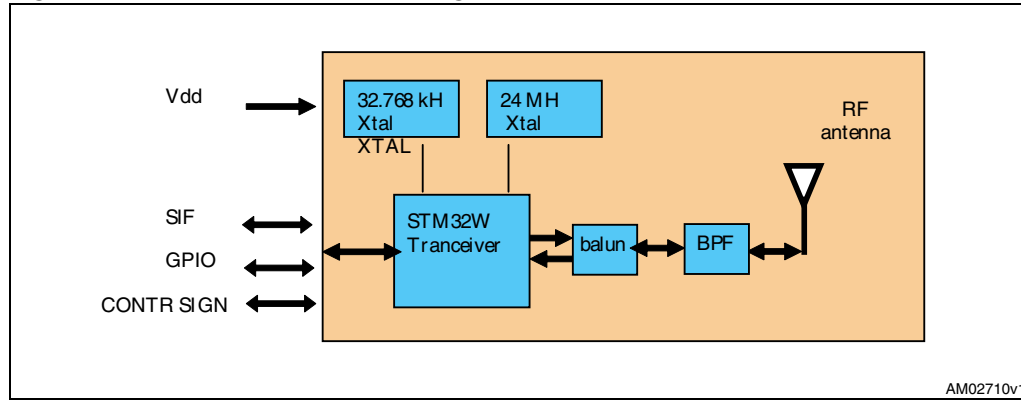 Vdd
32.768 kH
Xtal
XTAL
24 MH
Xtal
RF
antenna
SIF
GPIO
CONTR SIGN
STM32W
Tranceiver
balun
BPF
AM02710v1